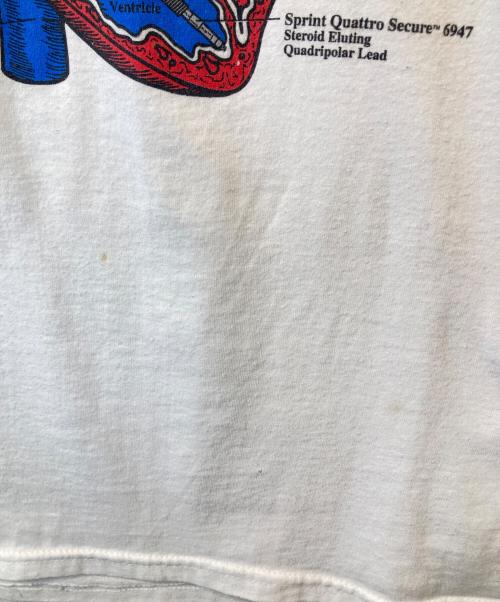 Ventricle
Sprint Quattro Secure™ 6947
Steroid Eluting
Quadripolar Lead